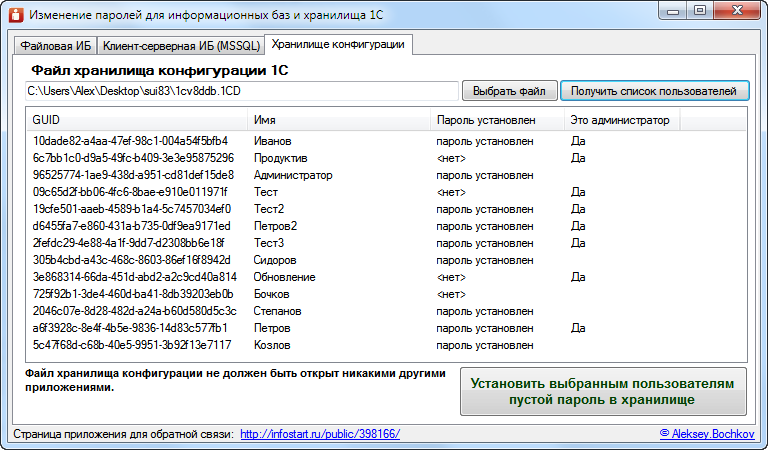 Изменение паролей для информационных баз и хранилища 1С
Файловая ИБ Клиент-серверная ИБ (MSSQL) Хранилище конфигурации
Файл хранилища конфигурации 1С
C:\Users\Alex\Desktop\sui83\1cv8ddb.1CD Выбрать файл Получить список пользователей
GUID Имя Пароль установлен Это администратор
10dade82-a4aa-47ef-98c1-004a54f5bfb4 Иванов пароль установлен Да
6c7bb1c0-d9a5-49fc-b409-3e3e95875296 Продуктив <нет> Да
96525774-1ae9-438d-a951-cd81def15de8 Администратор пароль установлен
09c65d2f-bb06-4fc6-8bae-e910e011971f Тест <нет> Да
19cfe501-aaeb-4589-b1a4-5c7457034ef0 Тест2 пароль установлен Да
d6455fa7-e860-431a-b735-0df9ea9171ed Петров2 пароль установлен Да
2fefdc29-4e88-4a1f-9dd7-d2308bb6e18f Тест3 пароль установлен Да
305b4cbd-a43c-468c-8603-86ef16f8942d Сидоров пароль установлен
3e868314-66da-451d-abd2-a2c9cd40a814 Обновление <нет> Да
725f92b1-3de4-460d-ba41-8db39203eb0b Бочков <нет>
2046c07e-8d28-482d-a24a-b60d580d5c3c Степанов пароль установлен
a6f3928c-8e4f-4b5e-9836-14d83c577fb1 Петров пароль установлен Да
5c47f68d-c68b-40e5-9951-3b92f13e7117 Козлов пароль установлен
Файл хранилища конфигурации не должен быть открыт никакими другими
приложениями.
Установить выбранным пользователям
пустой пароль в хранилище
Страница приложения для обратной связи: http://infostart.ru/public/398166/ © Aleksey.Bochkov